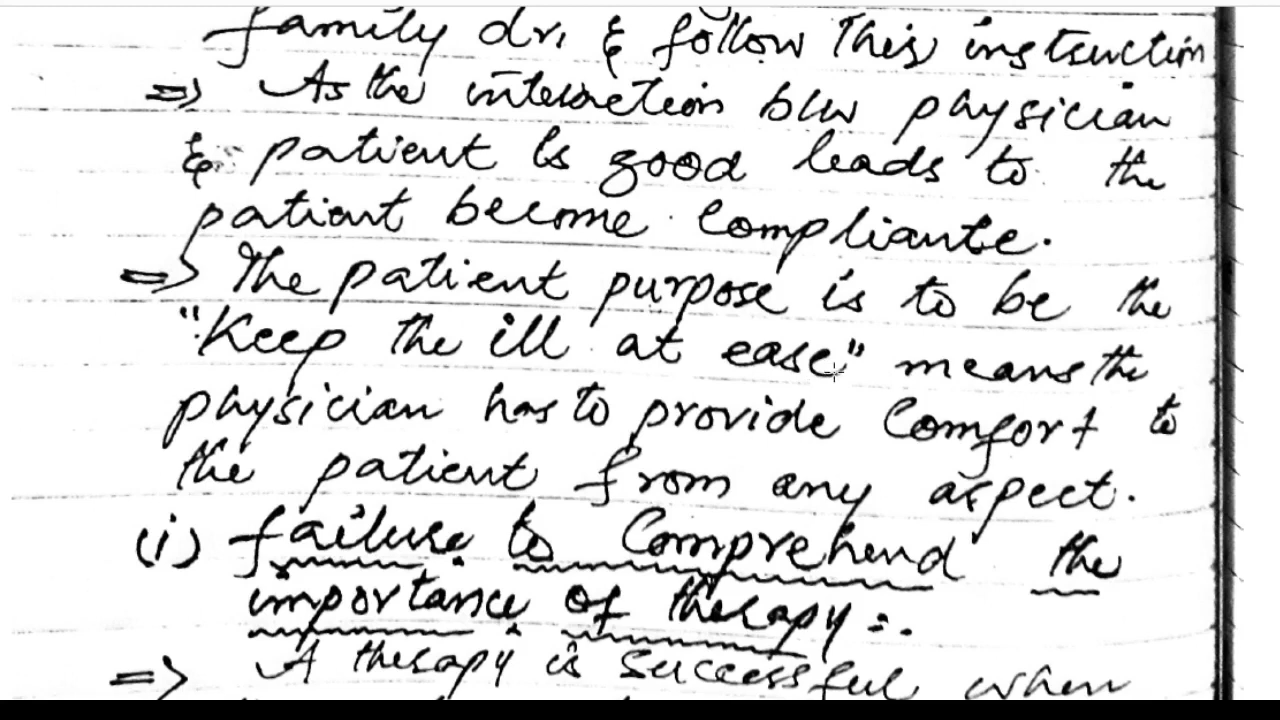 family dr, & follow This instruction
=> As the interaction b/w physician
& patient is good leads to the
patient become compliante.
=> The patient purpose is to be the
"Keep the ill at ease" means the
physician has to provide Comfort to
the patient from any aspect.
(i) failure to Comprehend the
importance of therapy :-
=> A therapy is successful when